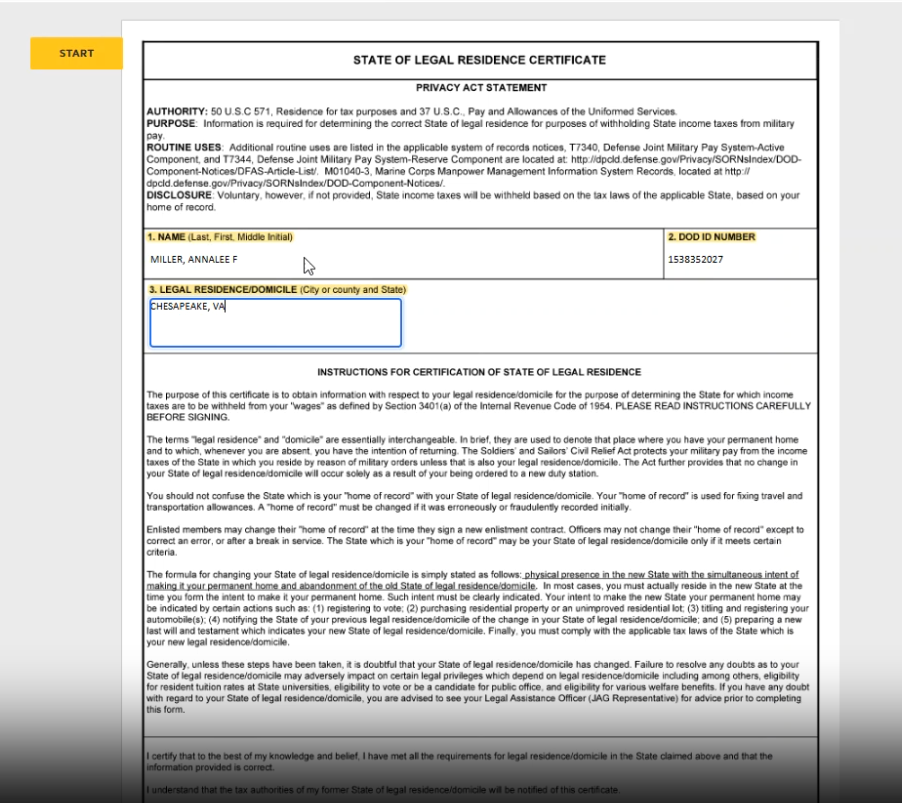 START
STATE OF LEGAL RESIDENCE CERTIFICATE
PRIVACY ACT STATEMENT
AUTHORITY: 50 U.S.C 571, Residence for tax purposes and 37 U.S.C., Pay and Allowances of the Uniformed Services.
PURPOSE: Information is required for determining the correct State of legal residence for purposes of withholding State income taxes from military
pay.
ROUTINE USES: Additional routine uses are listed in the applicable system of records notices, T7340, Defense Joint Military Pay System-Active
Component, and T7344, Defense Joint Military Pay System-Reserve Component are located at: http://dpcld.defense.gov/Privacy/SORNsIndex/DOD-
Component-Notices/DFAS-Article-List/. M01040-3, Marine Corps Manpower Management Information System Records, located at http://
dpcld.defense.gov/Privacy/SORNsIndex/DOD-Component-Notices/.
DISCLOSURE: Voluntary, however, if not provided, State income taxes will be withheld based on the tax laws of the applicable State, based on your
home of record.
1. NAME (Last, First, Middle Initial)
2. DOD ID NUMBER
MILLER, ANNALEE F
1538352027
3. LEGAL RESIDENCE/DOMICILE (City or county and State)
CHESAPEAKE, VA
INSTRUCTIONS FOR CERTIFICATION OF STATE OF LEGAL RESIDENCE
The purpose of this certificate is to obtain information with respect to your legal residence/domicile for the purpose of determining the State for which income
taxes are to be withheld from your "wages" as defined by Section 3401(a) of the Internal Revenue Code of 1954. PLEASE READ INSTRUCTIONS CAREFULLY
BEFORE SIGNING.
The terms "legal residence" and "domicile" are essentially interchangeable. In brief, they are used to denote that place where you have your permanent home
and to which, whenever you are absent, you have the intention of returning. The Soldiers' and Sailors' Civil Relief Act protects your military pay from the income
taxes of the State in which you reside by reason of military orders unless that is also your legal residence/domicile. The Act further provides that no change in
your State of legal residence/domicile will occur solely as a result of your being ordered to a new duty station.
You should not confuse the State which is your "home of record" with your State of legal residence/domicile. Your "home of record" is used for fixing travel and
transportation allowances. A "home of record" must be changed if it was erroneously or fraudulently recorded initially.
Enlisted members may change their "home of record" at the time they sign a new enlistment contract. Officers may not change their "home of record" except to
correct an error, or after a break in service. The State which is your "home of record" may be your State of legal residence/domicile only if it meets certain
criteria.
The formula for changing your State of legal residence/domicile is simply stated as follows: physical presence in the new State with the simultaneous intent of
making it your permanent home and abandonment of the old State of legal residence/domicile. In most cases, you must actually reside in the new State at the
time you form the intent to make it your permanent home. Such intent must be clearly indicated. Your intent to make the new State your permanent home may
be indicated by certain actions such as: (1) registering to vote; (2) purchasing residential property or an unimproved residential lot; (3) titling and registering your
automobile(s); (4) notifying the State of your previous legal residence/domicile of the change in your State of legal residence/domicile; and (5) preparing a new
last will and testament which indicates your new State of legal residence/domicile. Finally, you must comply with the applicable tax laws of the State which is
your new legal residence/domicile.
Generally, unless these steps have been taken, it is doubtful that your State of legal residence/domicile has changed. Failure to resolve any doubts as to your
State of legal residence/domicile may adversely impact on certain legal privileges which depend on legal residence/domicile including among others, eligibility
for resident tuition rates at State universities, eligibility to vote or be a candidate for public office, and eligibility for various welfare benefits. If you have any doubt
with regard to your State of legal residence/domicile, you are advised to see your Legal Assistance Officer (JAG Representative) for advice prior to completing
this form.
I certify that to the best of my knowledge and belief, I have met all the requirements for legal residence/domicile in the State claimed above and that the
information provided is correct.
I understand that the tax authorities of my former State of legal residence/domicile will be notified of this certificate.